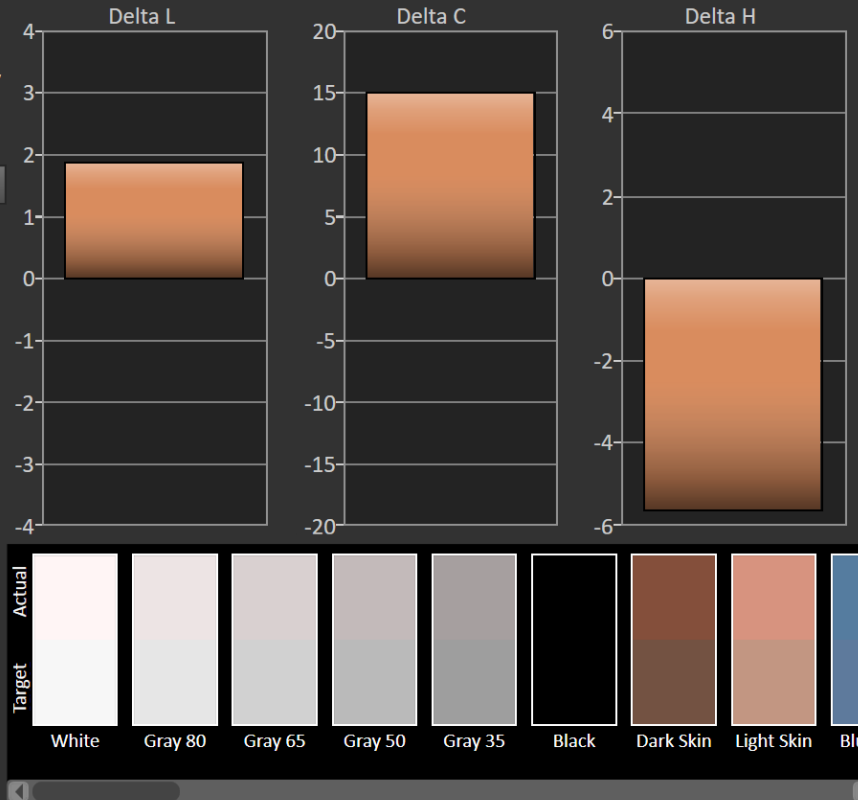 Delta L
4
3
2
1
0
-1
-2
-3
-4
Delta C
20
15
10
5
0
-5
-10
-15
-20
Delta H
6
4
2
0
-2
-4
-6
Actual
Target
White
Gray 80
Gray 65
Gray 50
Gray 35
Black
Dark Skin
Light Skin